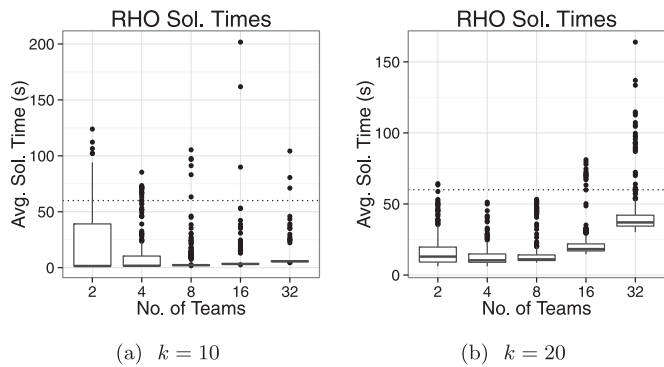 RHO Sol. Times
Avg. Sol. Time (s)
200
150
100
50
0
2 4 8 16 32
No. of Teams
(a) k = 10
RHO Sol. Times
Avg. Sol. Time (s)
150
100
50
0
2 4 8 16 32
No. of Teams
(b) k = 20